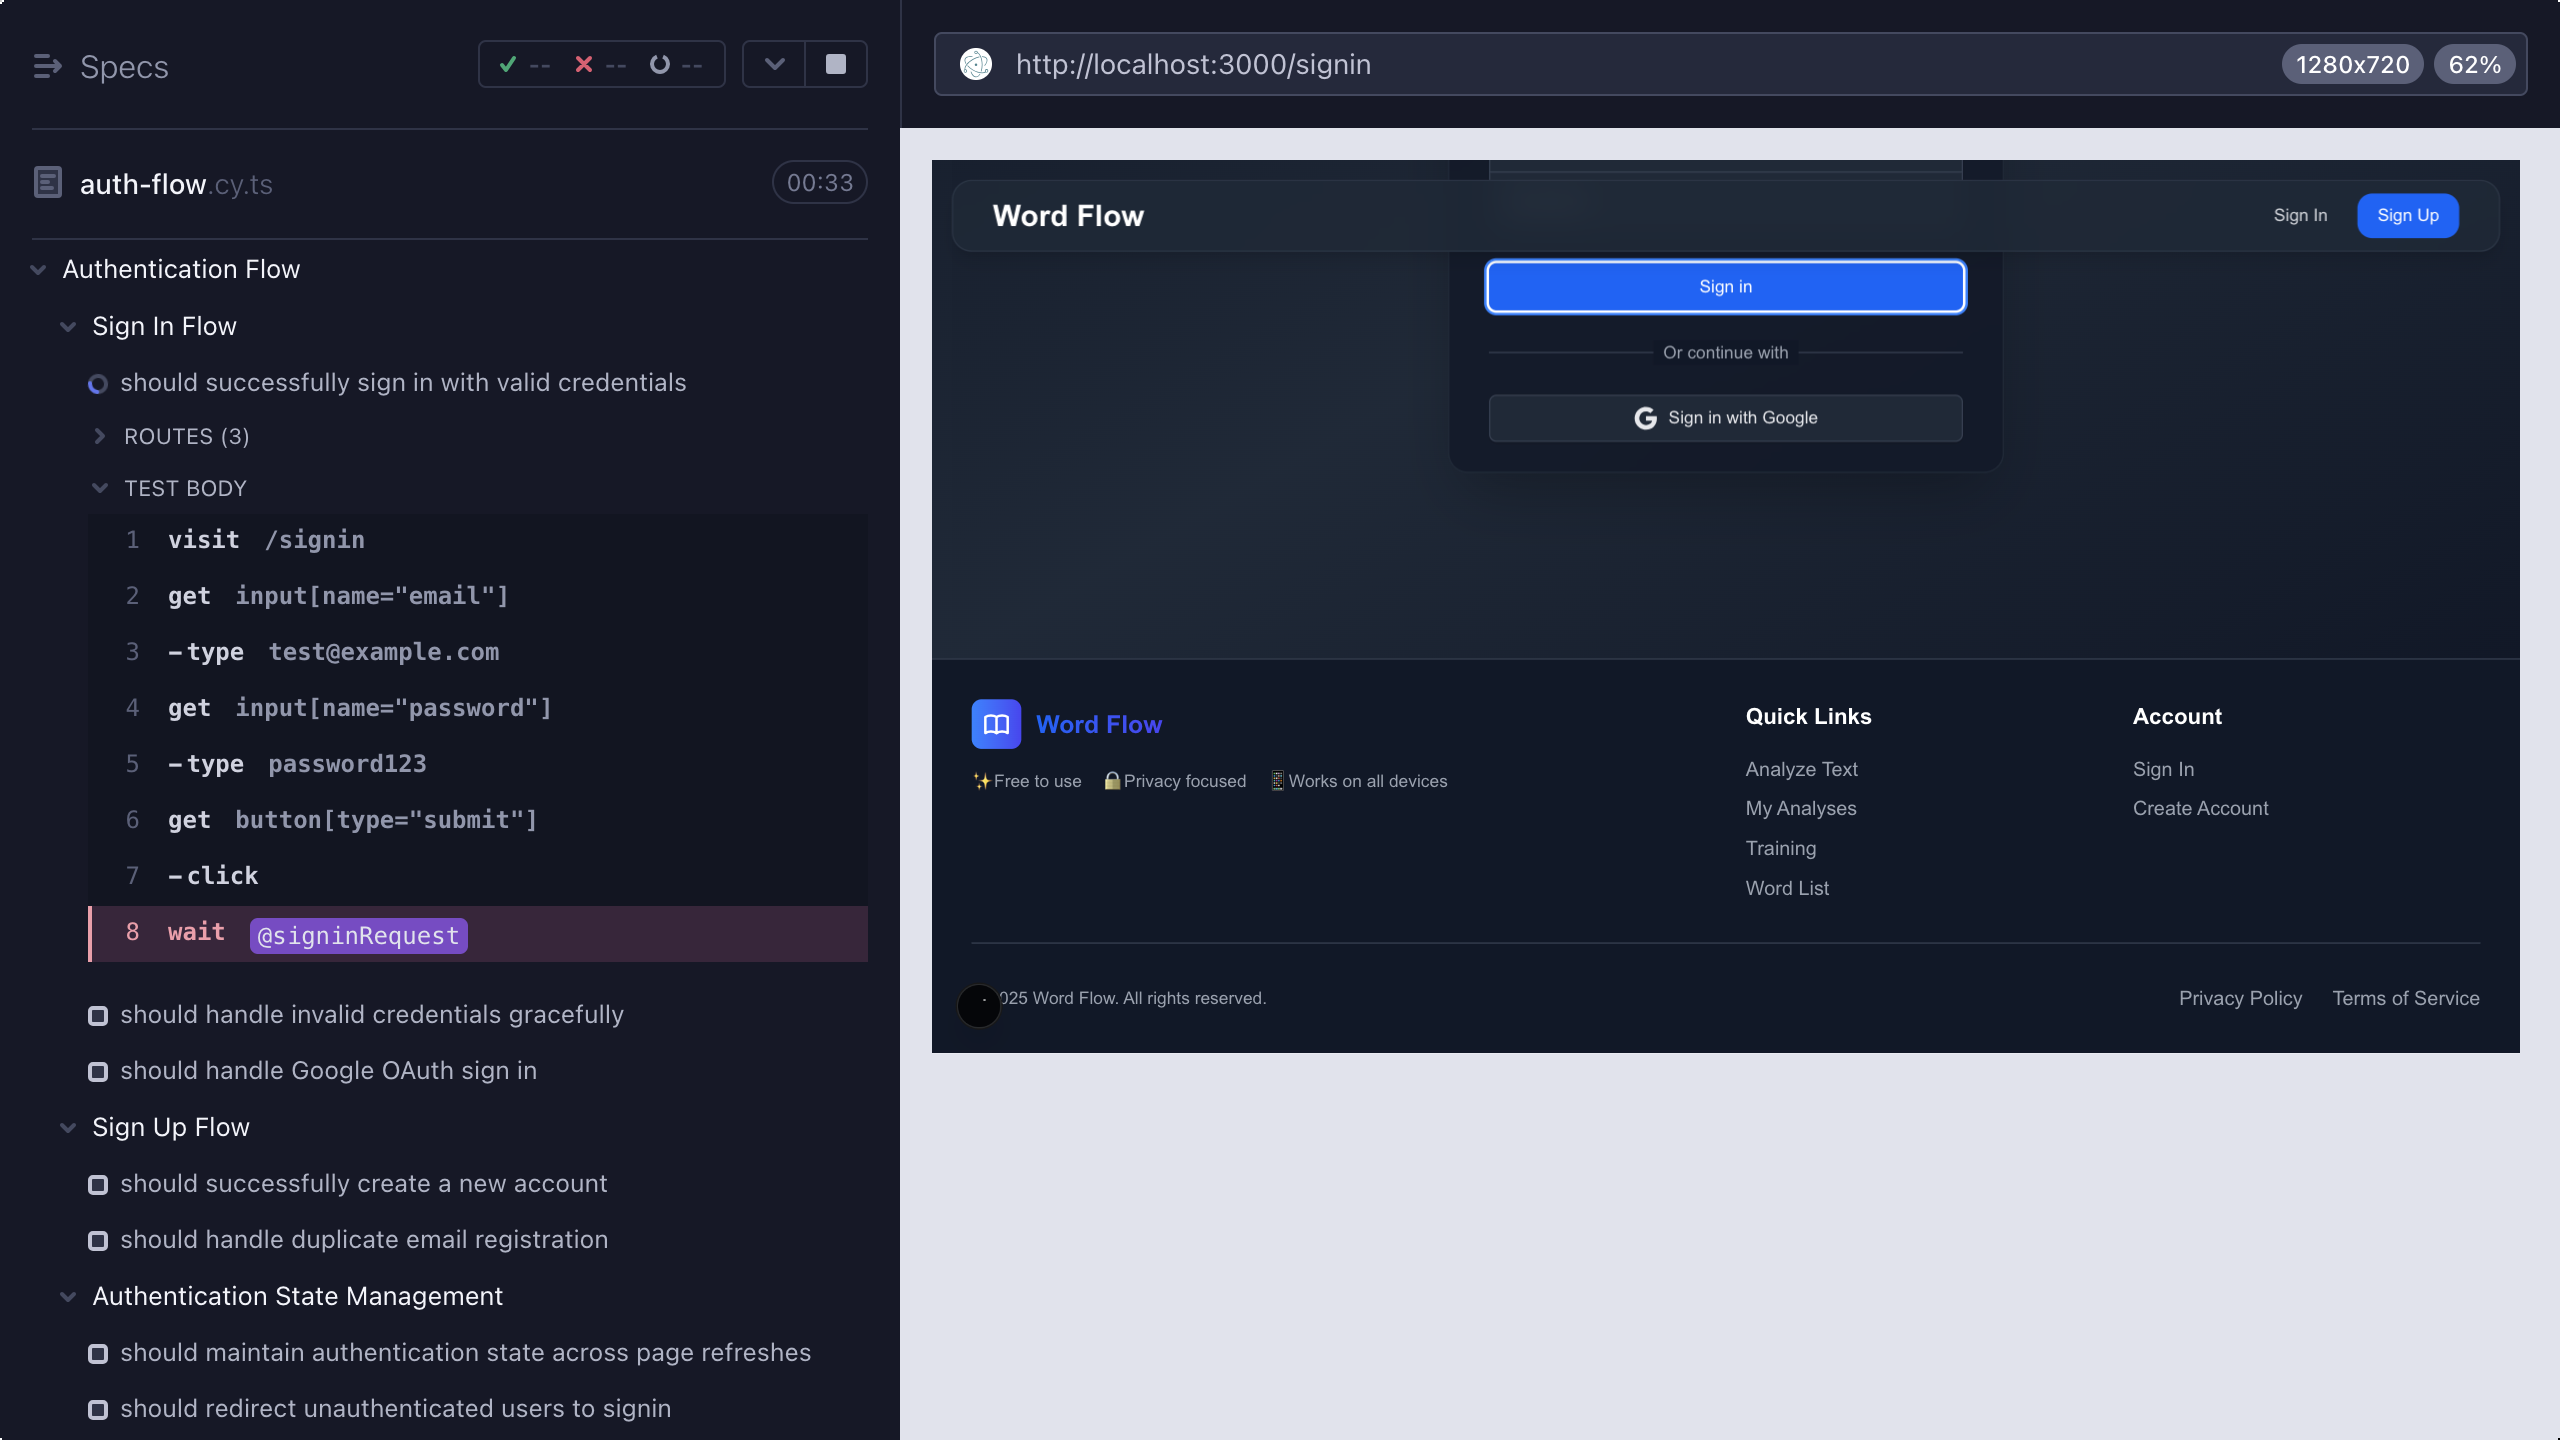 Specs
-- -- --
auth-flow.cy.ts 00:33
Authentication Flow
Sign In Flow
should successfully sign in with valid credentials
ROUTES (3)
TEST BODY
1 visit /signin
2 get input[name="email"]
3 -type test@example.com
4 get input[name="password"]
5 -type password123
6 get button[type="submit"]
7 -click
8 wait @signinRequest
should handle invalid credentials gracefully
should handle Google OAuth sign in
Sign Up Flow
should successfully create a new account
should handle duplicate email registration
Authentication State Management
should maintain authentication state across page refreshes
should redirect unauthenticated users to signin
http://localhost:3000/signin 1280x720 62%
Word Flow Sign In Sign Up
Sign in
Or continue with
Sign in with Google
Word Flow
✨Free to use 🔒Privacy focused 📱Works on all devices
Quick Links
Analyze Text
My Analyses
Training
Word List
Account
Sign In
Create Account
025 Word Flow. All rights reserved.
Privacy Policy Terms of Service